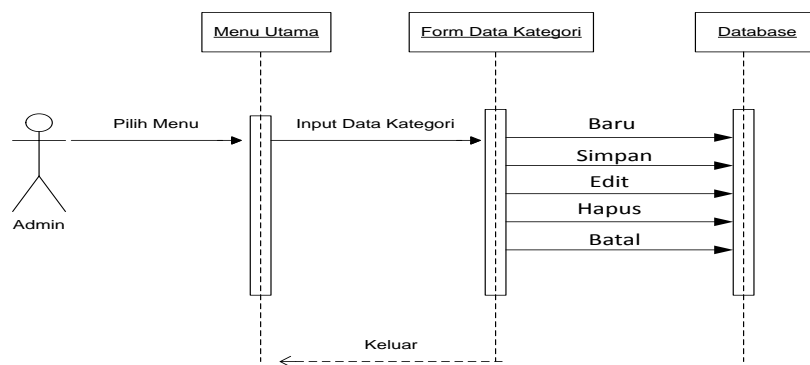 Menu Utama
Form Data Kategori
Database
Pilih Menu
Input Data Kategori
Baru
Simpan
Edit
Hapus
Batal
Admin
Keluar